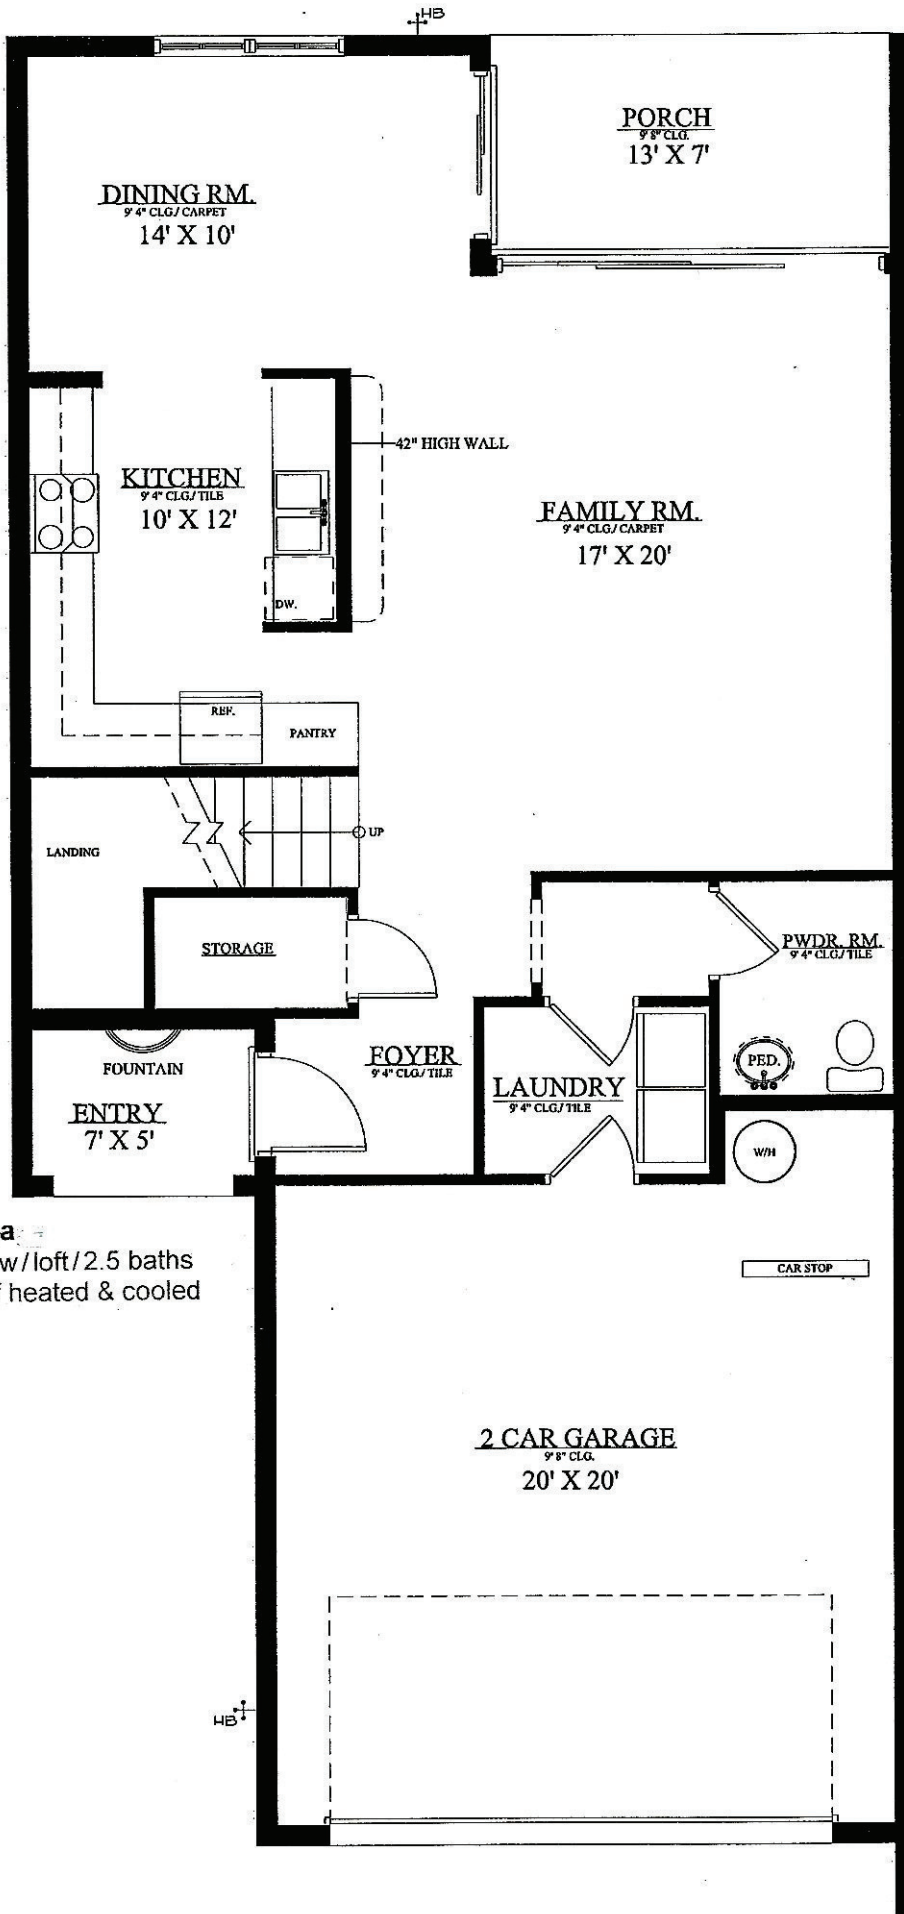 HB
PORCH
9' 8" CLG.
13' X 7'
DINING RM.
9' 4" CLG./ CARPET
14' X 10'
42" HIGH WALL
KITCHEN
9' 4" CLG./ TILE
10' X 12'
FAMILY RM.
9' 4" CLG./ CARPET
17' X 20'
DW.
REF.
PANTRY
UP
LANDING
STORAGE
PWDR. RM.
9' 4" CLG./ TILE
FOYER
9' 4" CLG./ TILE
PED.
FOUNTAIN
LAUNDRY
9' 4" CLG./ TILE
ENTRY
7' X 5'
W/H
a
w/loft/2.5 baths
heated & cooled
CAR STOP
2 CAR GARAGE
9' 8" CLG.
20' X 20'
HB